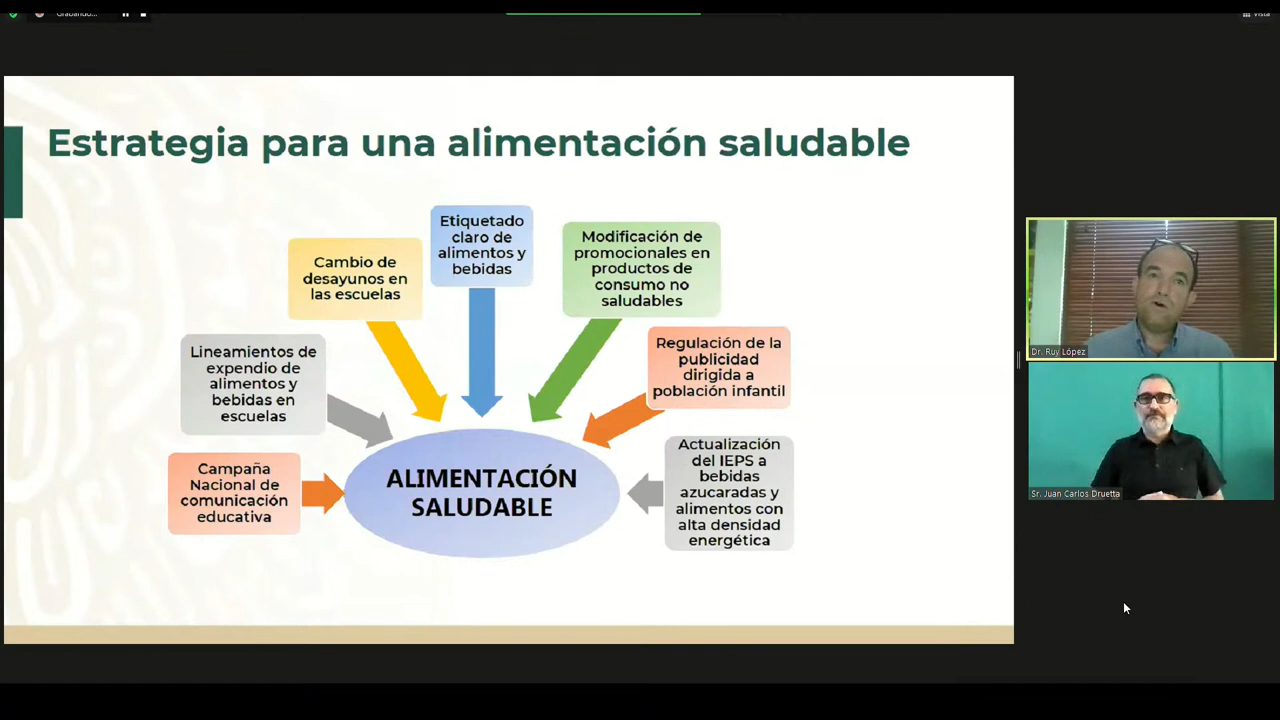 Grabando...
Vista
Estrategia para una alimentación saludable
Etiquetado
claro de
alimentos y
bebidas
Modificación de
promocionales en
productos de
consumo no
saludables
Cambio de
desayunos en
las escuelas
Regulación de la
publicidad
dirigida a
población infantil
Lineamientos de
expendio de
alimentos y
bebidas en
escuelas
Actualización
del IEPS a
bebidas
azucaradas y
alimentos con
alta densidad
energética
Campaña
Nacional de
comunicación
educativa
ALIMENTACIÓN
SALUDABLE
Dr. Ruy López
Sr. Juan Carlos Druetta